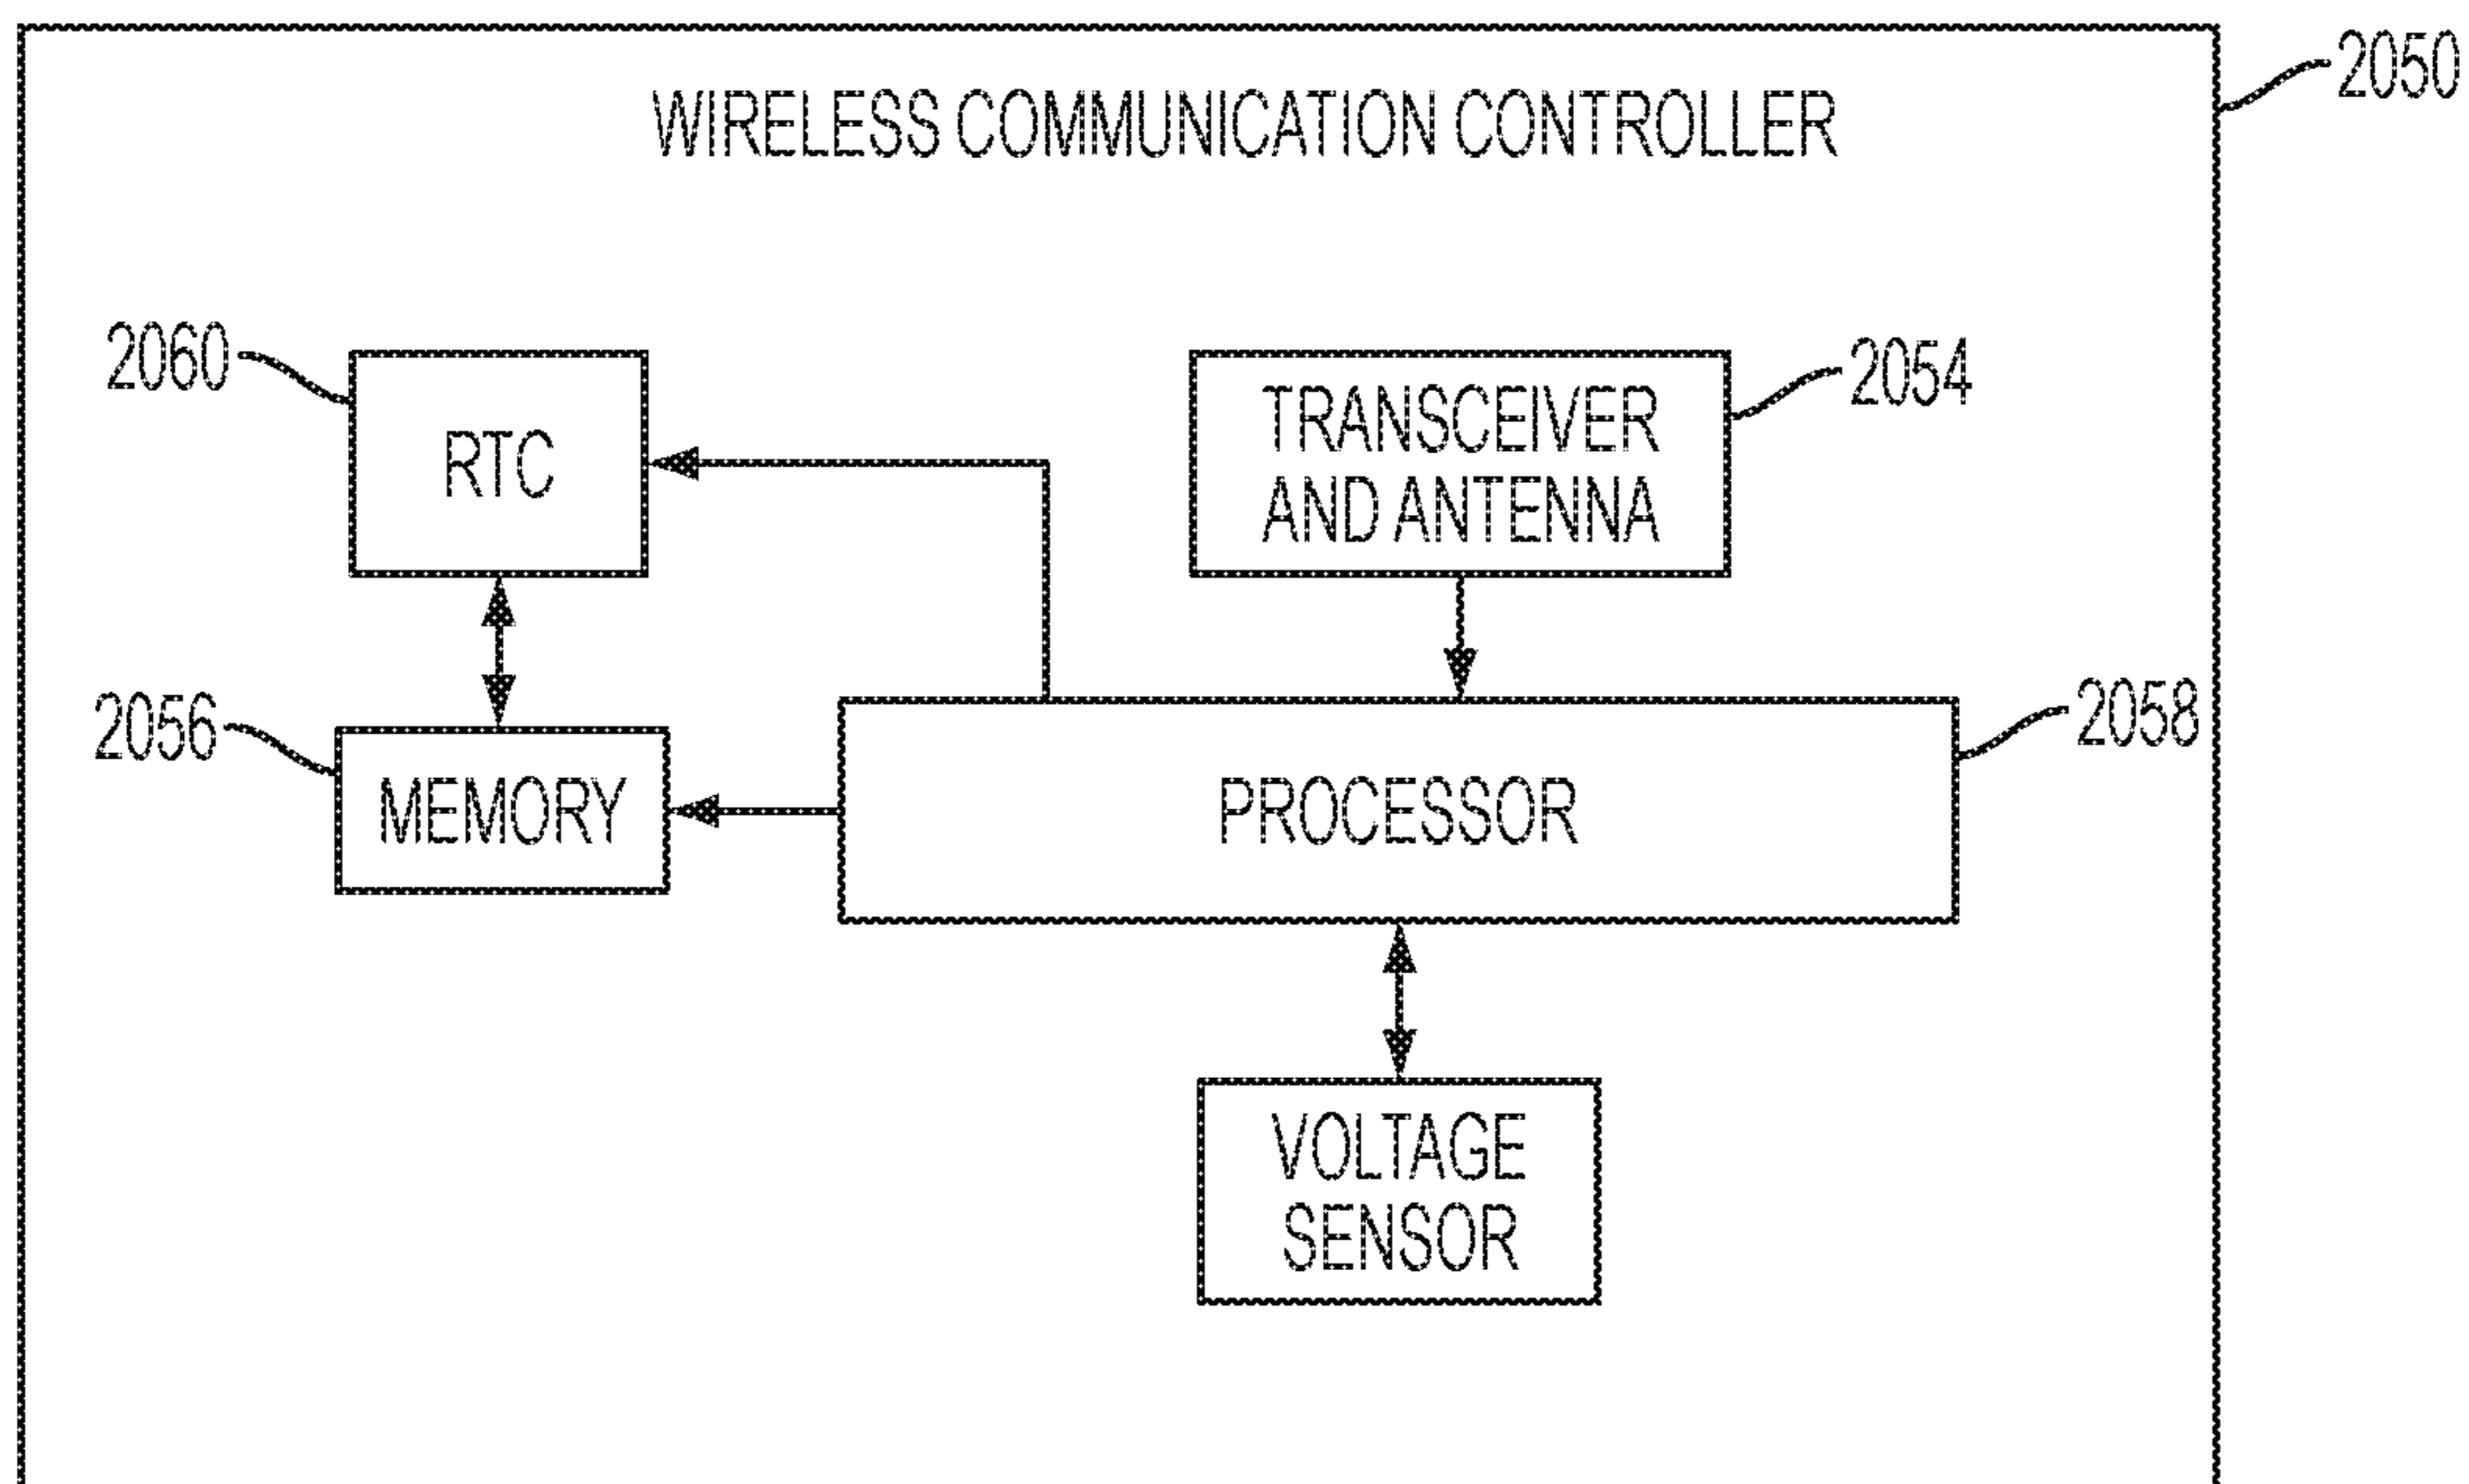 2050
WIRELESS COMMUNICATION CONTROLLER
2060
RTC
TRANSCEIVER
AND ANTENNA
2054
2056
MEMORY
PROCESSOR
2058
VOLTAGE
SENSOR